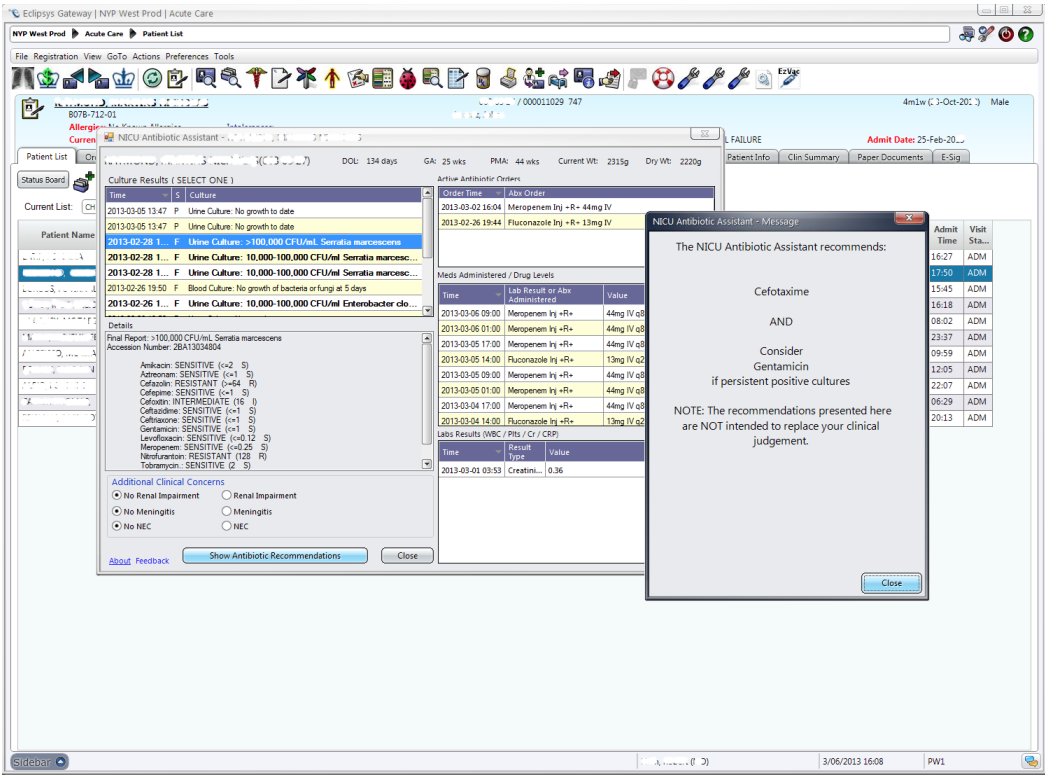 Eclipsys Gateway | NYP West Prod | Acute Care
NYP West Prod Acute Care Patient List
File Registration View GoTo Actions Preferences Tools
EzVac
/ 000011029 747
4m1w Male
B07B-712-01
Allergies: No Known Allergies Intolerances:
Curren
L FAILURE
Admit Date: 25-Feb-20
Patient List Or
Patient Info Clin Summary Paper Documents E-Sig
Status Board
Current List: CH
Patient Name
Admit Time Visit Sta...
16:27 ADM
17:50 ADM
15:45 ADM
16:18 ADM
08:02 ADM
23:37 ADM
09:59 ADM
12:05 ADM
22:07 ADM
06:29 ADM
20:13 ADM
NICU Antibiotic Assistant -
DOL: 134 days GA: 25 wks PMA: 44 wks Current Wt: 2315g Dry Wt: 2220g
Culture Results ( SELECT ONE )
Time S Culture
2013-03-05 13:47 P Urine Culture: No growth to date
2013-03-05 13:47 P Urine Culture: No growth to date
2013-02-28 1... F Urine Culture: >100,000 CFU/mL Serratia marcescens
2013-02-28 1... F Urine Culture: 10,000-100,000 CFU/ml Serratia marcesc...
2013-02-28 1... F Urine Culture: 10,000-100,000 CFU/ml Serratia marcesc...
2013-02-26 19:50 F Blood Culture: No growth of bacteria or fungi at 5 days
2013-02-26 1... F Urine Culture: 10,000-100,000 CFU/ml Enterobacter clo...
Details
Final Report: >100,000 CFU/mL Serratia marcescens
Accession Number: 2BA13034804
Amikacin: SENSITIVE (<=2 S)
Aztreonam: SENSITIVE (<=1 S)
Cefazolin: RESISTANT (>=64 R)
Cefepime: SENSITIVE (<=1 S)
Cefoxitin: INTERMEDIATE (16 I)
Ceftazidime: SENSITIVE (<=1 S)
Ceftriaxone: SENSITIVE (<=1 S)
Gentamicin: SENSITIVE (<=1 S)
Levofloxacin: SENSITIVE (<=0.12 S)
Meropenem: SENSITIVE (<=0.25 S)
Nitrofurantoin: RESISTANT (128 R)
Tobramycin.: SENSITIVE (2 S)
Additional Clinical Concerns
No Renal Impairment Renal Impairment
No Meningitis Meningitis
No NEC NEC
About Feedback Show Antibiotic Recommendations Close
Active Antibiotic Orders
Order Time Abx Order
2013-03-02 16:04 Meropenem Inj +R+ 44mg IV
2013-02-26 19:44 Fluconazole Inj +R+ 13mg IV
Meds Administered / Drug Levels
Time Lab Result or Abx Administered Value
2013-03-06 09:00 Meropenem Inj +R+ 44mg IV q8
2013-03-06 01:00 Meropenem Inj +R+ 44mg IV q8
2013-03-05 17:00 Meropenem Inj +R+ 44mg IV q8
2013-03-05 14:00 Fluconazole Inj +R+ 13mg IV q2
2013-03-05 09:00 Meropenem Inj +R+ 44mg IV q8
2013-03-05 01:00 Meropenem Inj +R+ 44mg IV q8
2013-03-04 17:00 Meropenem Inj +R+ 44mg IV q8
2013-03-04 14:00 Fluconazole Inj +R+ 13mg IV q2
Labs Results (WBC / Plts / Cr / CRP)
Time Result Type Value
2013-03-01 03:53 Creatini... 0.36
NICU Antibiotic Assistant - Message
The NICU Antibiotic Assistant recommends:
Cefotaxime
AND
Consider
Gentamicin
if persistent positive cultures
NOTE: The recommendations presented here
are NOT intended to replace your clinical
judgement.
Close
Sidebar
3/06/2013 16:08 PW1